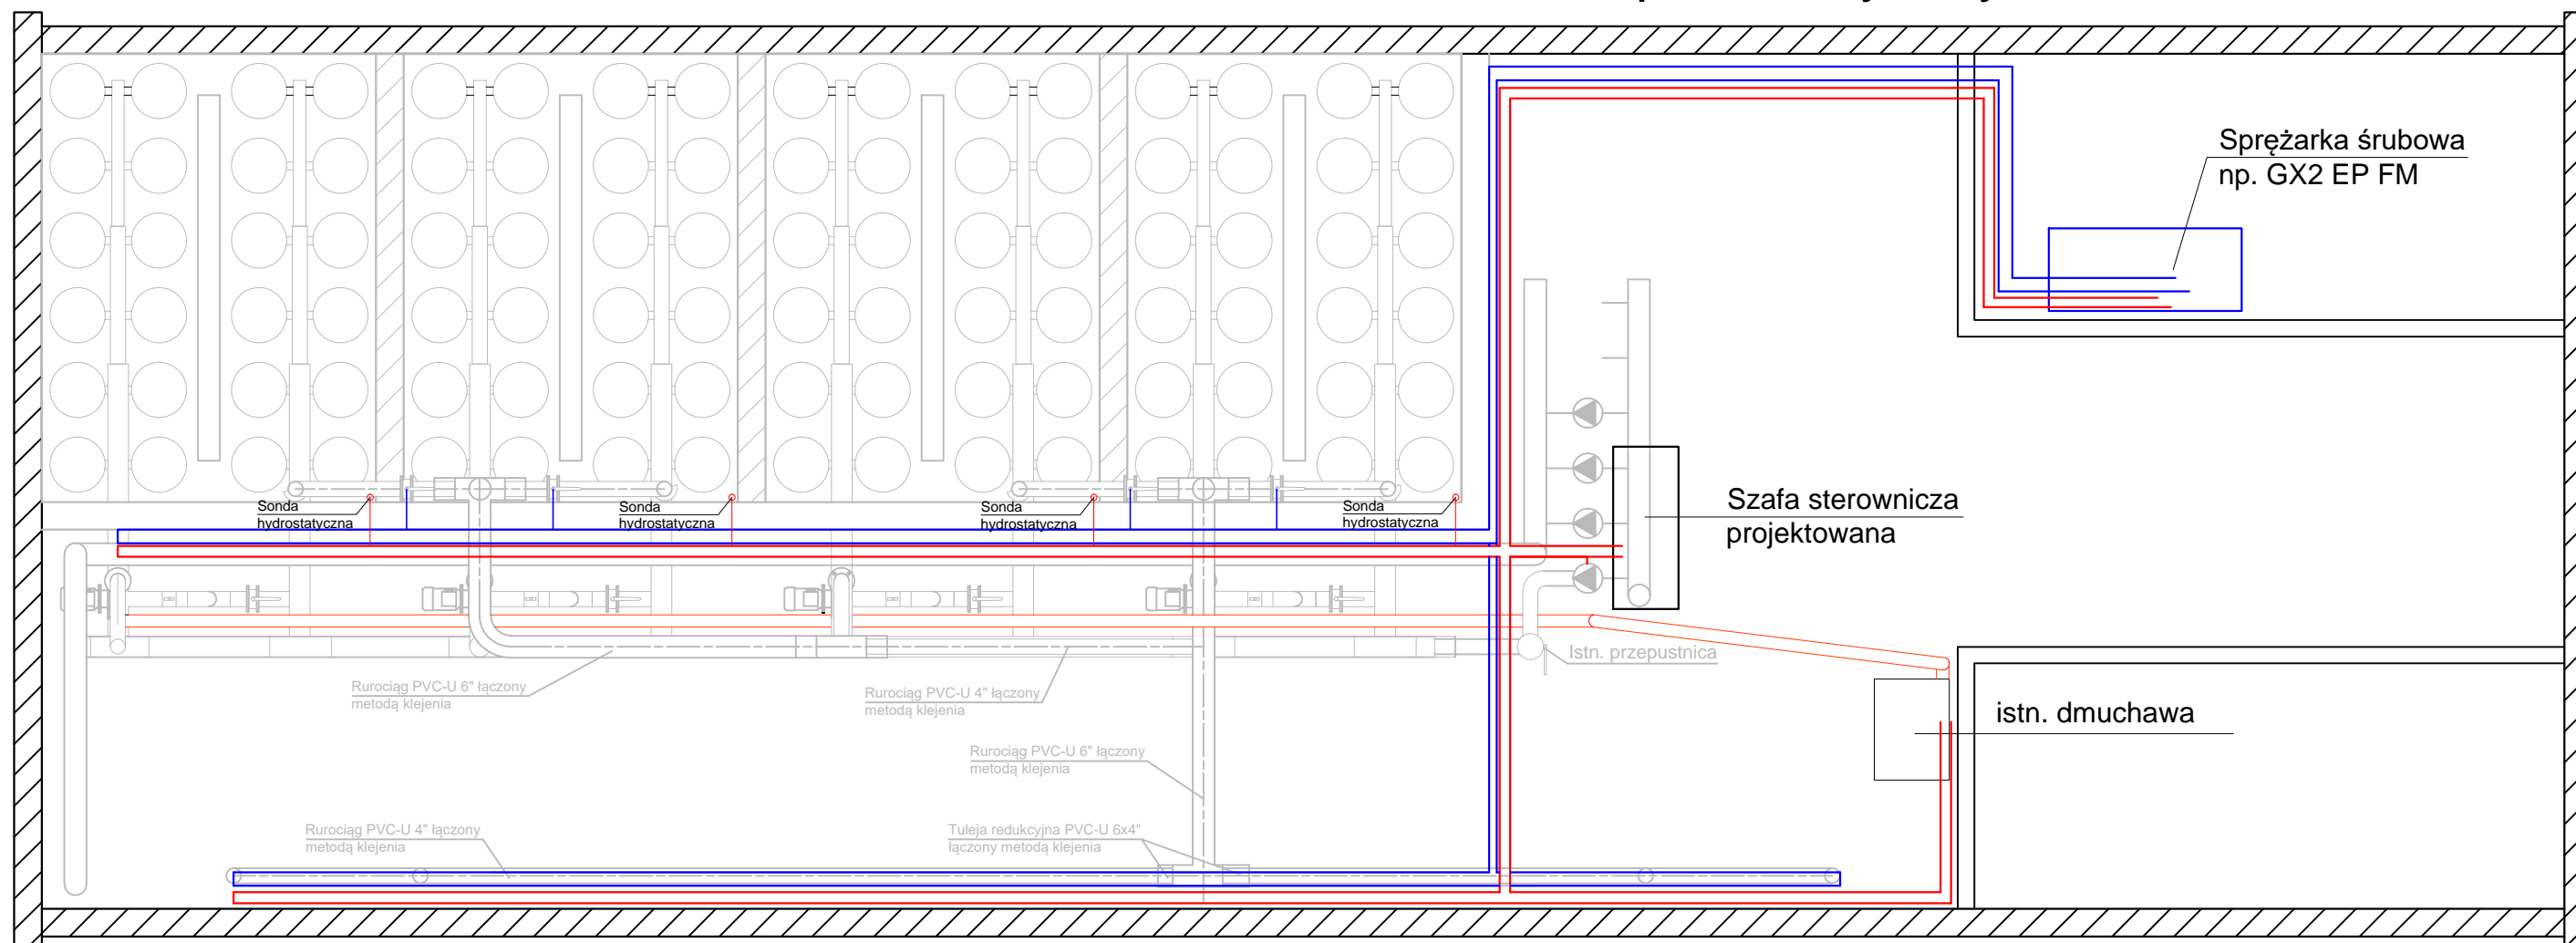 Sprężarka śrubowa
np. GX2 EP FM
Sonda
hydrostatyczna
Sonda
hydrostatyczna
Sonda
hydrostatyczna
Sonda
hydrostatyczna
Szafa sterownicza
projektowana
Istn. przepustnica
Rurociąg PVC-U 6" łączony
metodą klejenia
Rurociąg PVC-U 4" łączony
metodą klejenia
istn. dmuchawa
Rurociąg PVC-U 6" łączony
metodą klejenia
Rurociąg PVC-U 4" łączony
metodą klejenia
Tuleja redukcyjna PVC-U 6x4"
łączony metodą klejenia